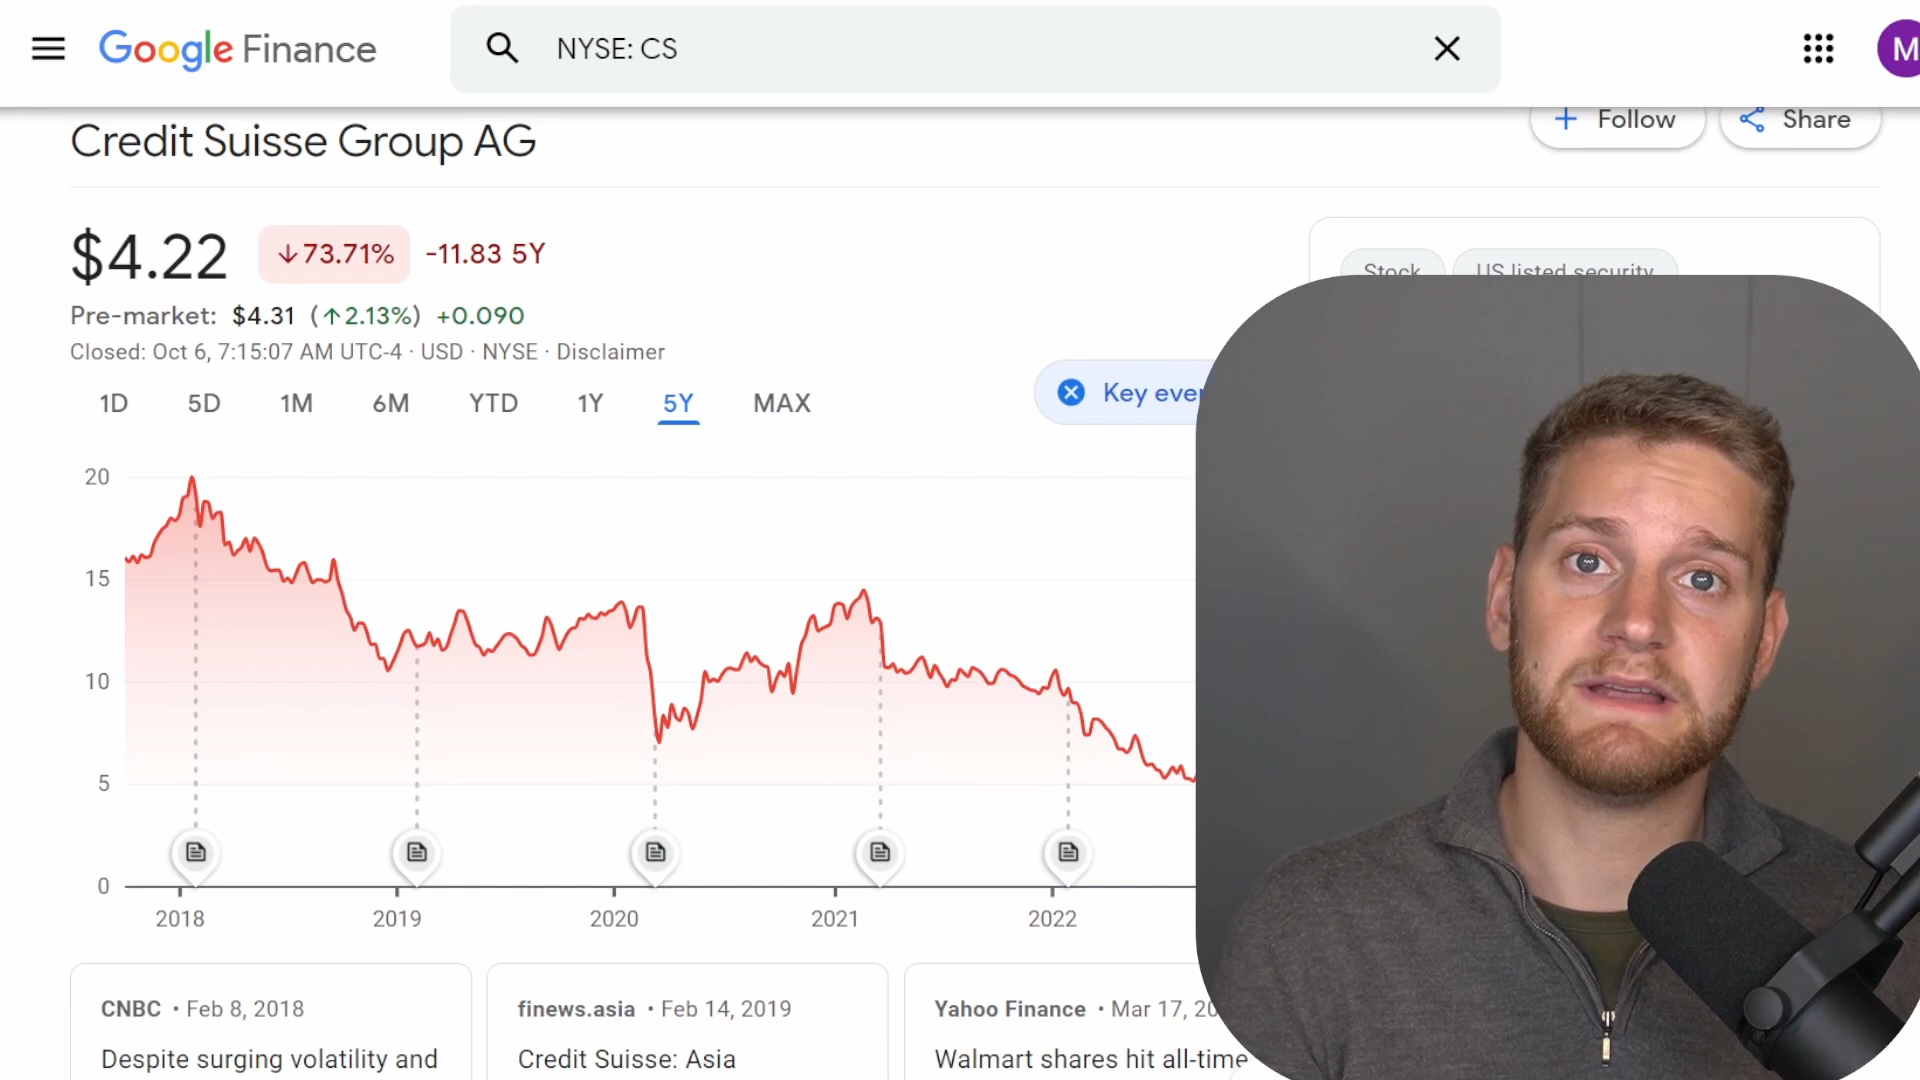 Google Finance
NYSE: CS
M
Credit Suisse Group AG
Follow
Share
$4.22
73.71%
-11.83 5Y
Pre-market: $4.31 (↑2.13%) +0.090
Closed: Oct 6, 7:15:07 AM UTC-4 · USD · NYSE · Disclaimer
Stock
US listed security
1D 5D 1M 6M YTD 1Y 5Y MAX
Key
20
15
10
5
0
2018 2019 2020 2021 2022
CNBC • Feb 8, 2018
Despite surging volatility and
finews.asia • Feb 14, 2019
Credit Suisse: Asia
Yahoo Finance • Mar 17,
Walmart shares hit all-time